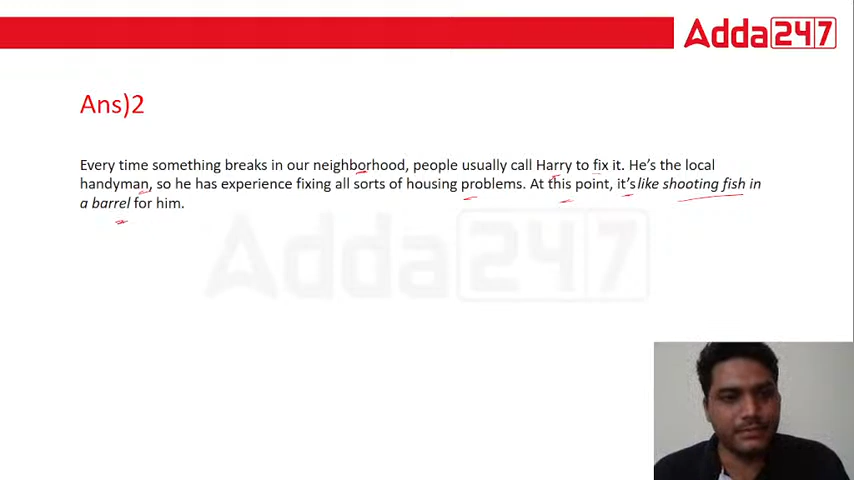 Adda247
Ans)2
Every time something breaks in our neighborhood, people usually call Harry to fix it. He's the local
handyman, so he has experience fixing all sorts of housing problems. At this point, it's like shooting fish in
a barrel for him.
Adda247